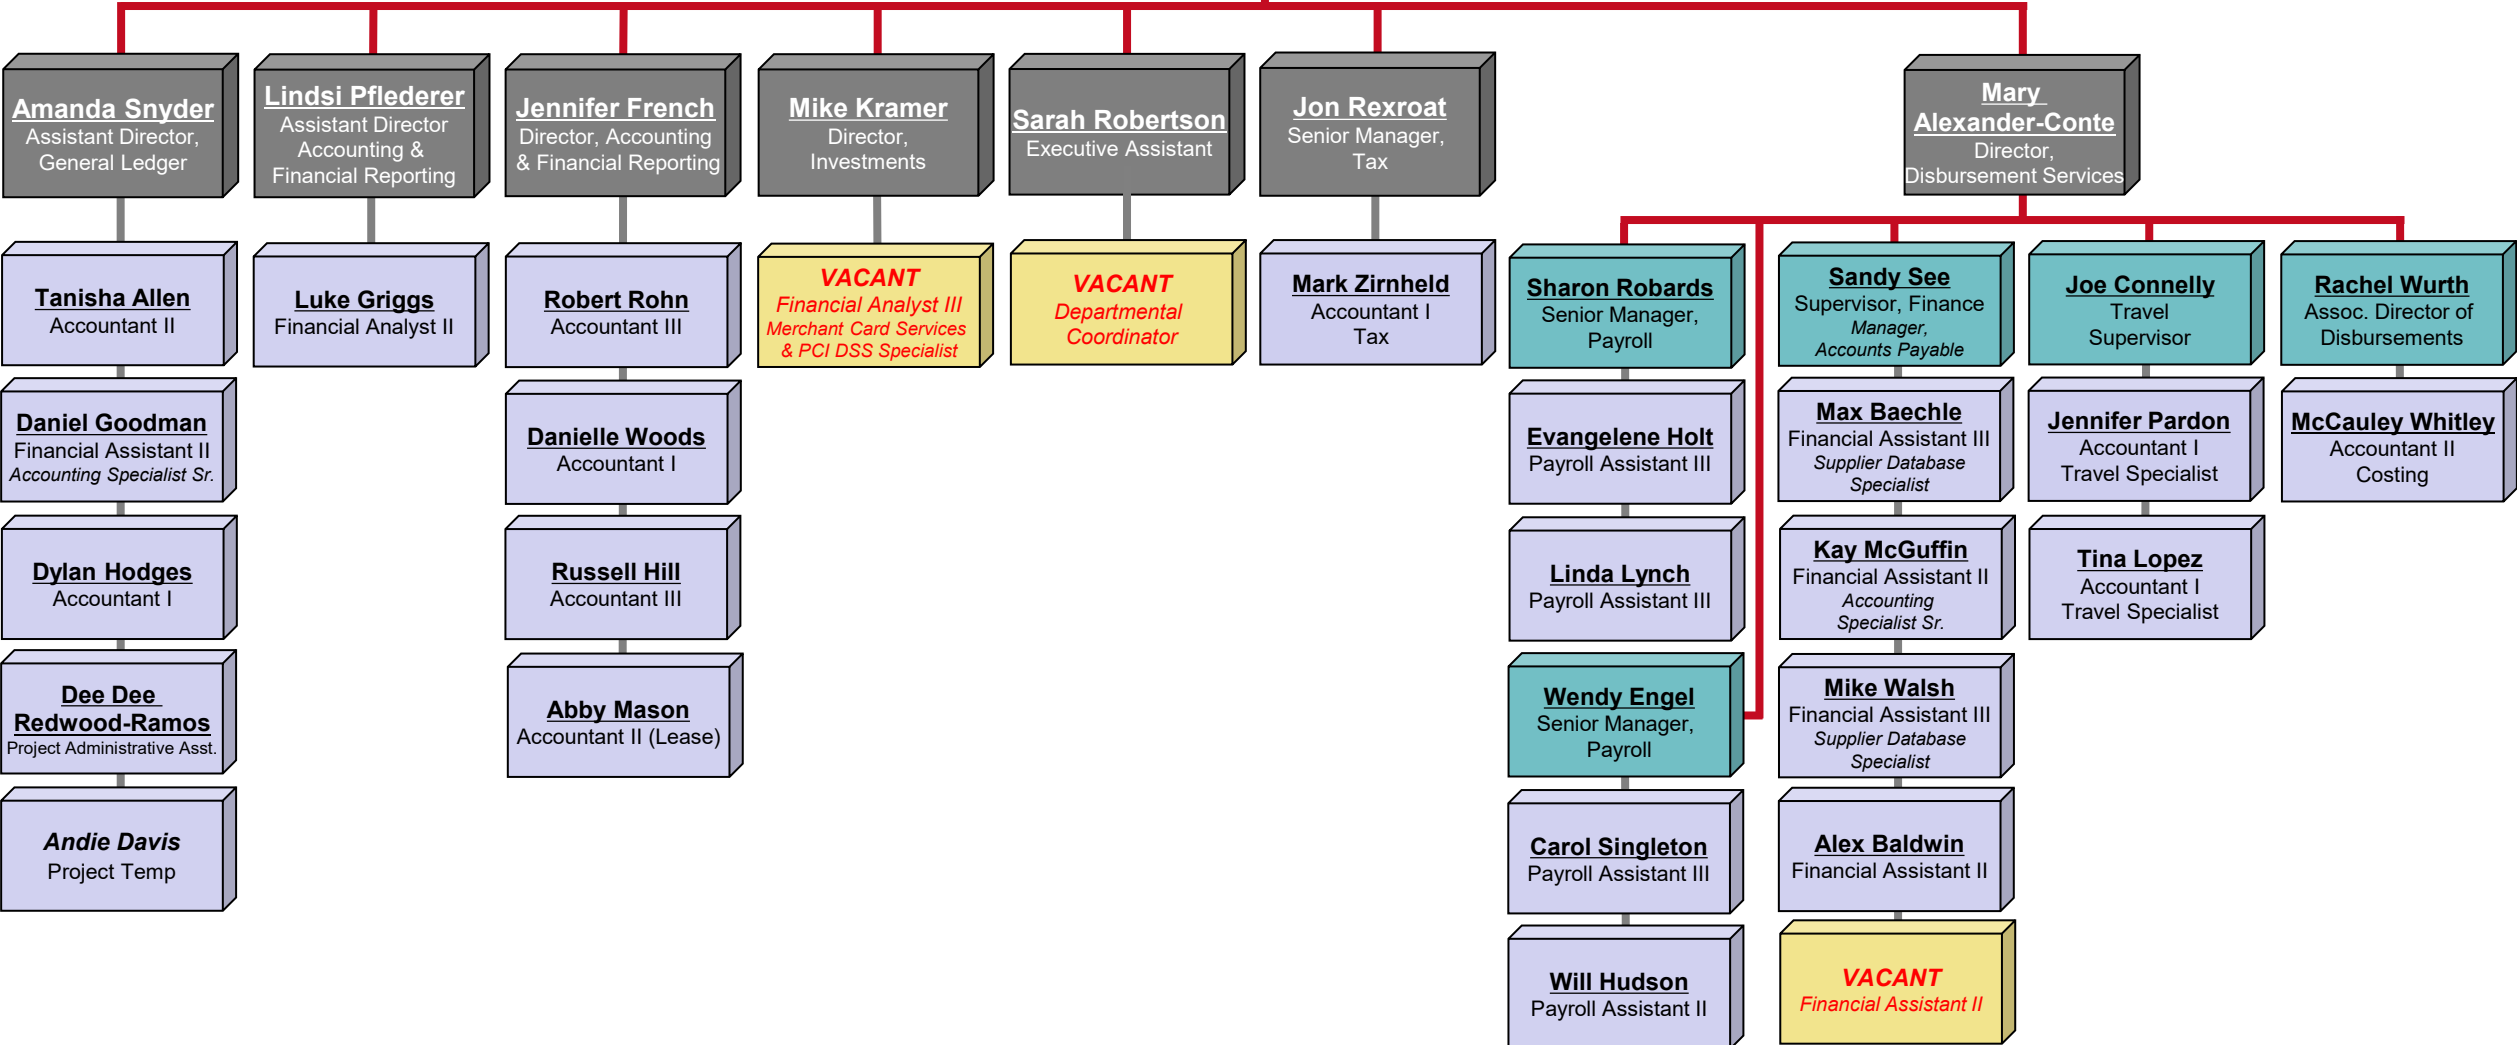 Amanda Snyder
Assistant Director,
General Ledger
Lindsi Pflederer
Assistant Director
Accounting &
Financial Reporting
Jennifer French
Director, Accounting
& Financial Reporting
Mike Kramer
Director,
Investments
Sarah Robertson
Executive Assistant
Jon Rexroat
Senior Manager,
Tax
Mary
Alexander-Conte
Director,
Disbursement Services
Tanisha Allen
Accountant II
Daniel Goodman
Financial Assistant II
Accounting Specialist Sr.
Dylan Hodges
Accountant I
Dee Dee
Redwood-Ramos
Project Administrative Asst.
Andie Davis
Project Temp
Luke Griggs
Financial Analyst II
Robert Rohn
Accountant III
Danielle Woods
Accountant I
Russell Hill
Accountant III
Abby Mason
Accountant II (Lease)
VACANT
Financial Analyst III
Merchant Card Services
& PCI DSS Specialist
VACANT
Departmental
Coordinator
Mark Zirnheld
Accountant I
Tax
Sharon Robards
Senior Manager,
Payroll
Evangelene Holt
Payroll Assistant III
Linda Lynch
Payroll Assistant III
Wendy Engel
Senior Manager,
Payroll
Carol Singleton
Payroll Assistant III
Will Hudson
Payroll Assistant II
Sandy See
Supervisor, Finance
Manager,
Accounts Payable
Max Baechle
Financial Assistant III
Supplier Database
Specialist
Kay McGuffin
Financial Assistant II
Accounting
Specialist Sr.
Mike Walsh
Financial Assistant III
Supplier Database
Specialist
Alex Baldwin
Financial Assistant II
VACANT
Financial Assistant II
Joe Connelly
Travel
Supervisor
Jennifer Pardon
Accountant I
Travel Specialist
Tina Lopez
Accountant I
Travel Specialist
Rachel Wurth
Assoc. Director of
Disbursements
McCauley Whitley
Accountant II
Costing